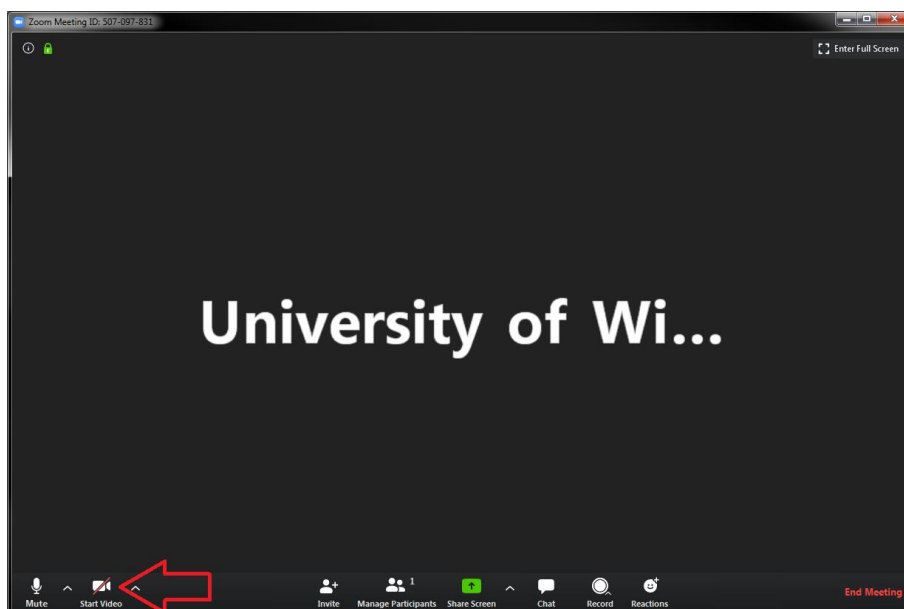 Zoom Meeting ID: 507-097-831
Enter Full Screen
University of Wi...
1
Mute Start Video Invite Manage Participants Share Screen Chat Record Reactions End Meeting